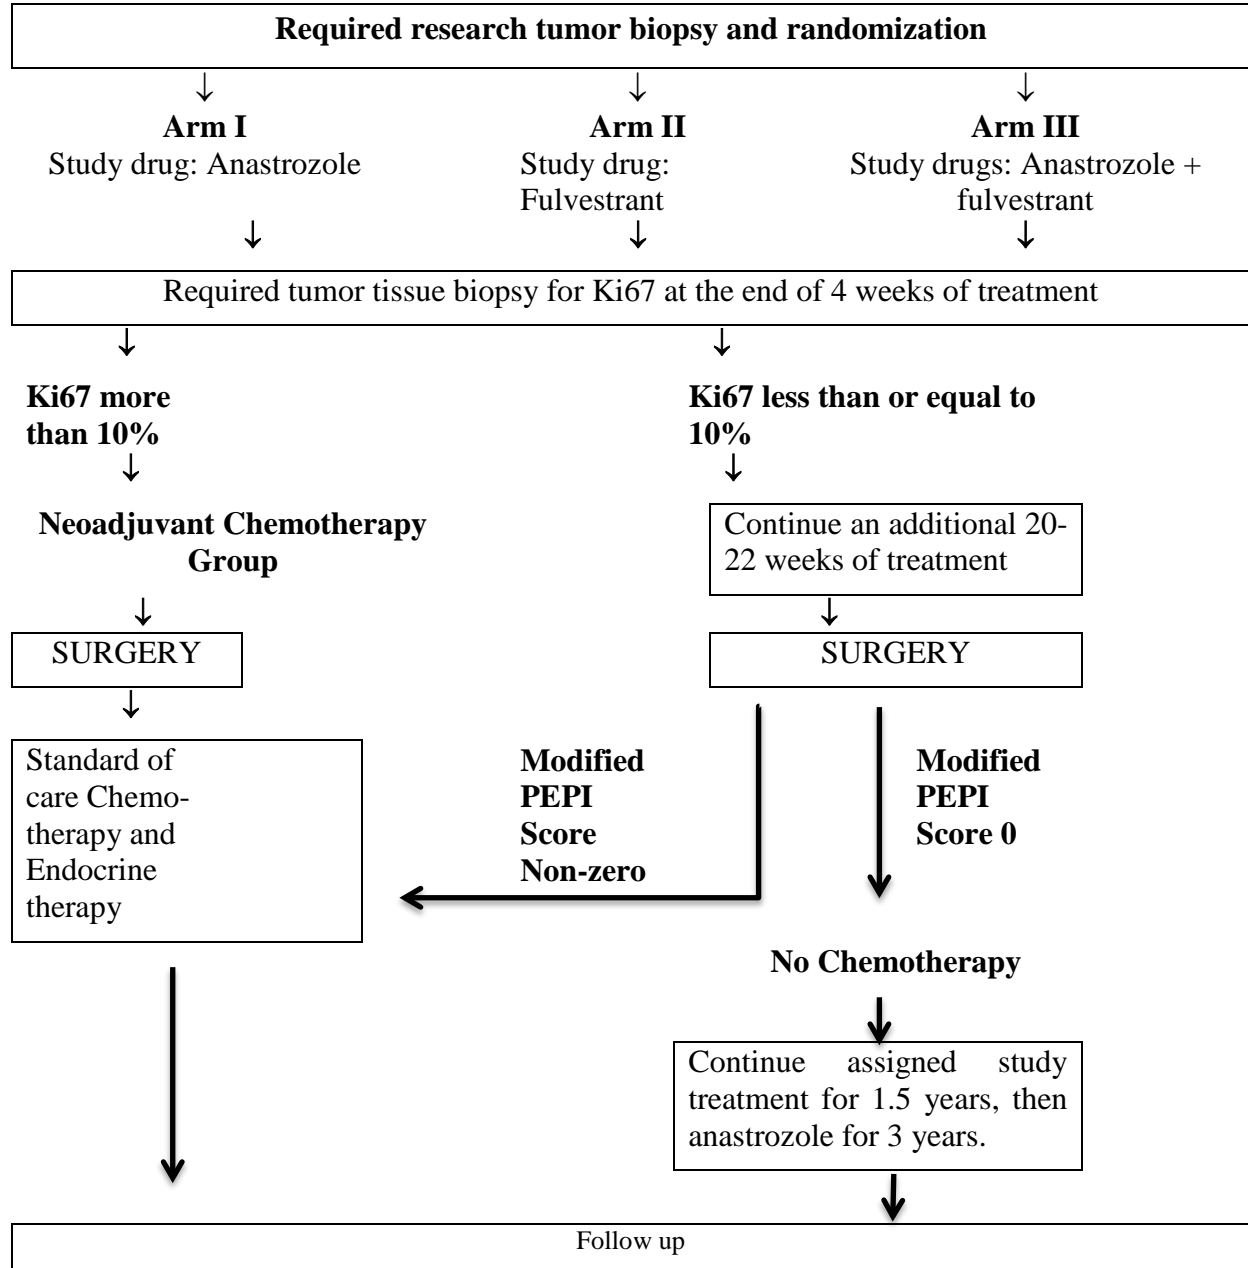 Required research tumor biopsy and randomization
↓ ↓ ↓
Arm I
Study drug: Anastrozole
Arm II
Study drug:
Fulvestrant
Arm III
Study drugs: Anastrozole +
fulvestrant
↓ ↓ ↓
Required tumor tissue biopsy for Ki67 at the end of 4 weeks of treatment
↓ ↓
Ki67 more
than 10%
↓
Neoadjuvant Chemotherapy
Group
↓
SURGERY
↓
Standard of
care Chemo-
therapy and
Endocrine
therapy
Ki67 less than or equal to
10%
↓
Continue an additional 20-
22 weeks of treatment
↓
SURGERY
Modified
PEPI
Score
Non-zero
Modified
PEPI
Score 0
No Chemotherapy
Continue assigned study
treatment for 1.5 years, then
anastrozole for 3 years.
Follow up